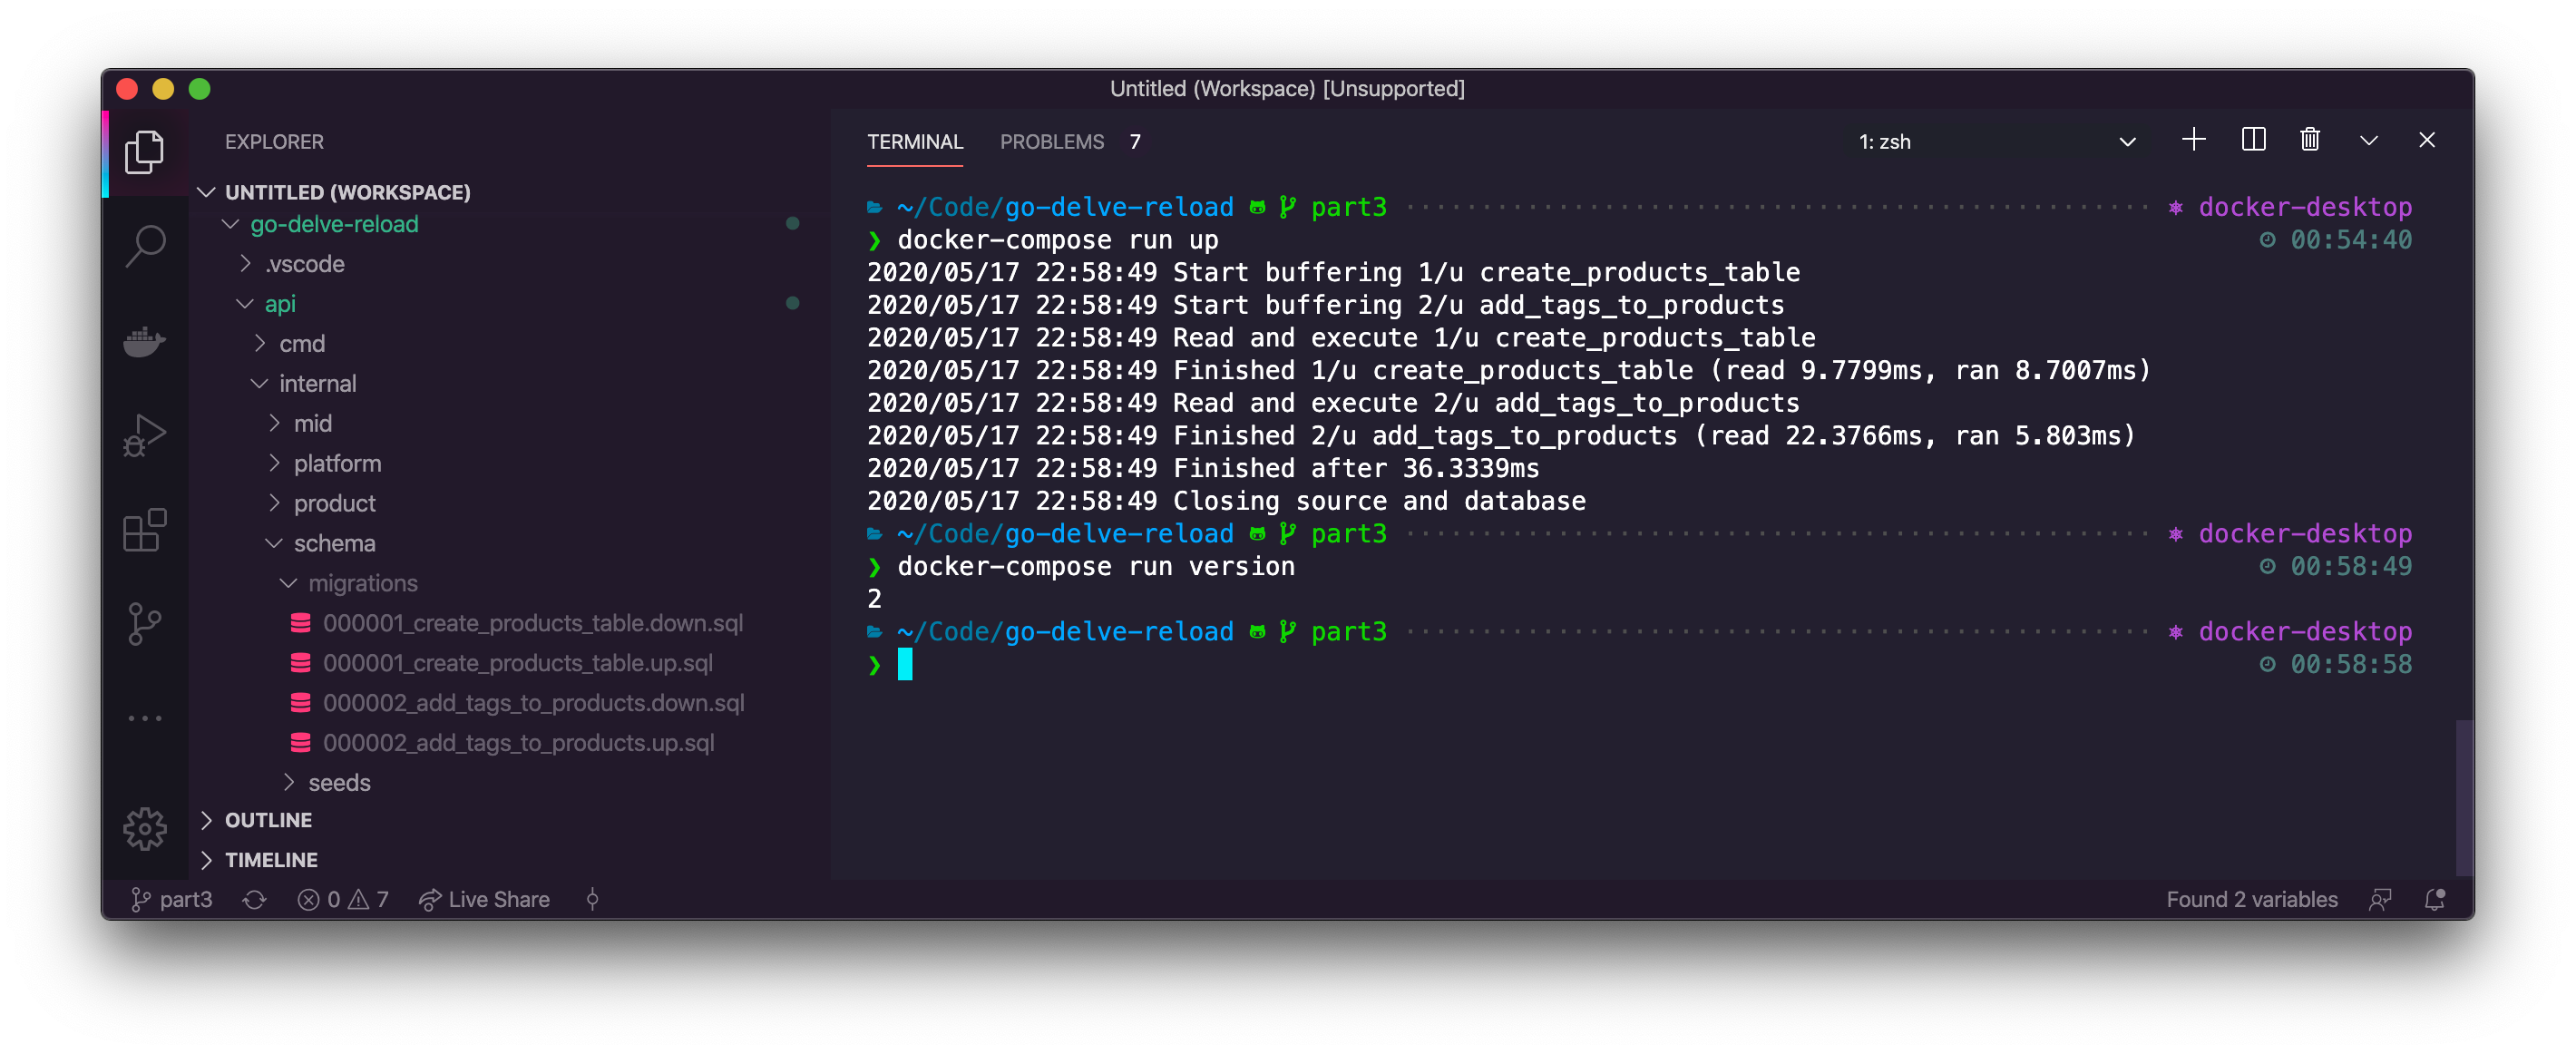 Untitled (Workspace) [Unsupported]
EXPLORER
UNTITLED (WORKSPACE)
go-delve-reload
.vscode
api
cmd
internal
mid
platform
product
schema
migrations
000001_create_products_table.down.sql
000001_create_products_table.up.sql
000002_add_tags_to_products.down.sql
000002_add_tags_to_products.up.sql
seeds
OUTLINE
TIMELINE
TERMINAL PROBLEMS 7 1: zsh
~/Code/go-delve-reload part3 docker-desktop
❯ docker-compose run up 00:54:40
2020/05/17 22:58:49 Start buffering 1/u create_products_table
2020/05/17 22:58:49 Start buffering 2/u add_tags_to_products
2020/05/17 22:58:49 Read and execute 1/u create_products_table
2020/05/17 22:58:49 Finished 1/u create_products_table (read 9.7799ms, ran 8.7007ms)
2020/05/17 22:58:49 Read and execute 2/u add_tags_to_products
2020/05/17 22:58:49 Finished 2/u add_tags_to_products (read 22.3766ms, ran 5.803ms)
2020/05/17 22:58:49 Finished after 36.3339ms
2020/05/17 22:58:49 Closing source and database
~/Code/go-delve-reload part3 docker-desktop
❯ docker-compose run version 00:58:49
2
~/Code/go-delve-reload part3 docker-desktop
❯ 00:58:58
part3 0 7 Live Share Found 2 variables